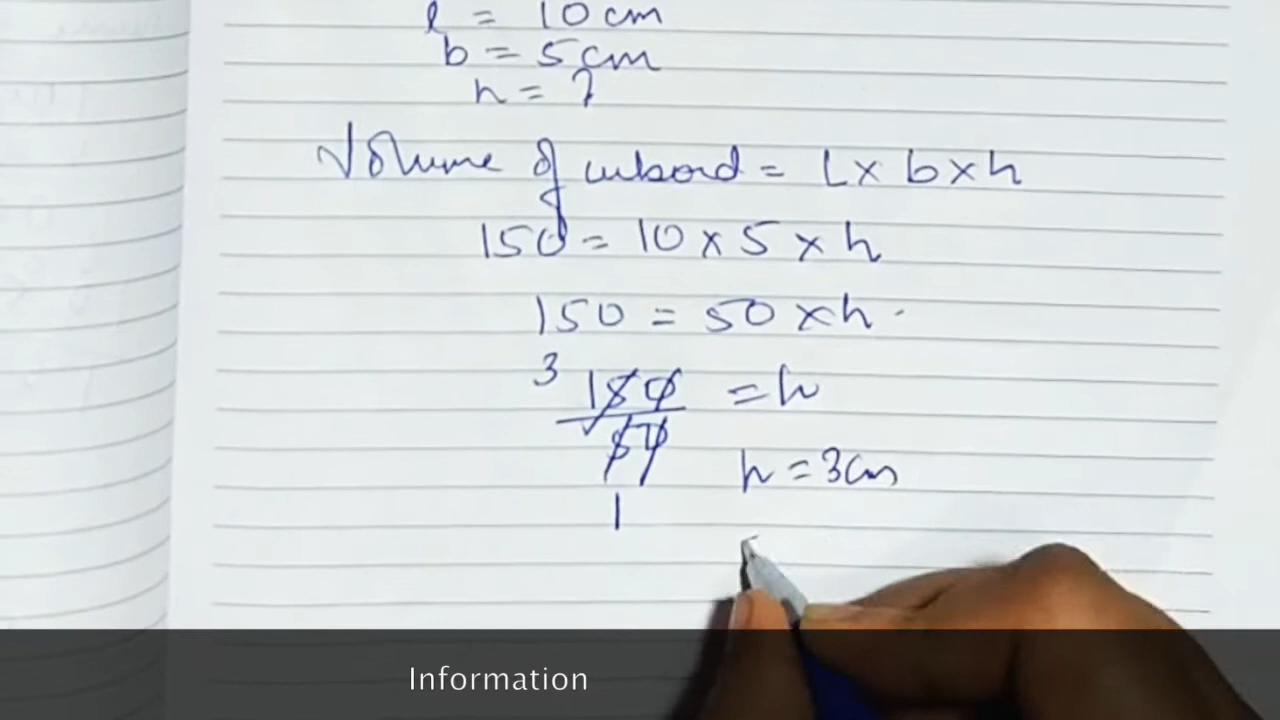 l = 10 cm
b = 5 cm
h = ?
Volume of cuboid = L x b x h
150 = 10 x 5 x h
150 = 50 x h
3 150 = h
50
h = 3cm
1
Information